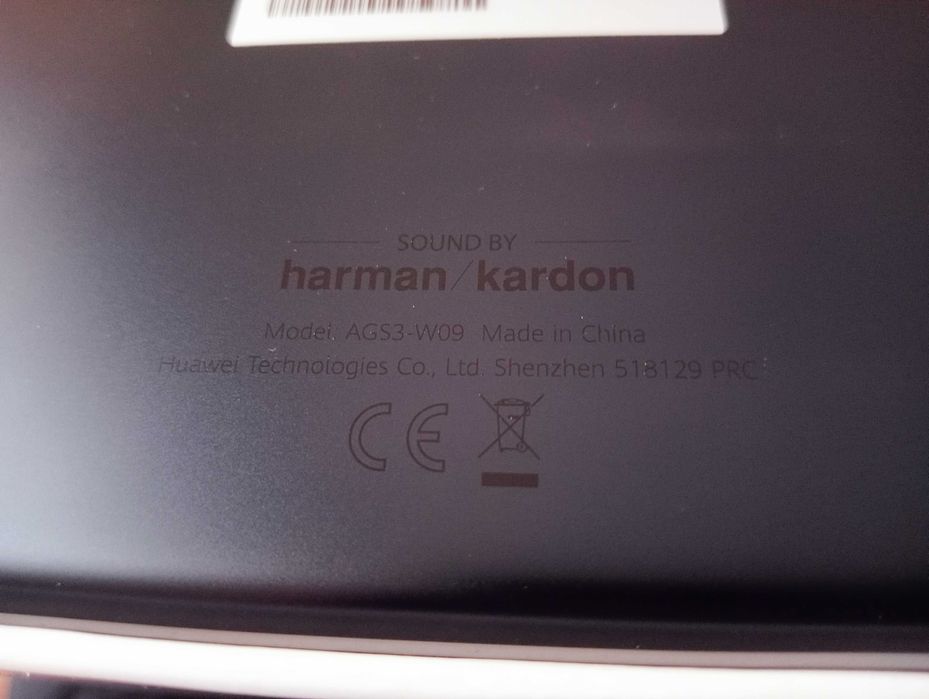 SOUND BY
harman/kardon
Model: AGS3-W09 Made in China
Huawei Technologies Co., Ltd. Shenzhen 518129 PRC
CE